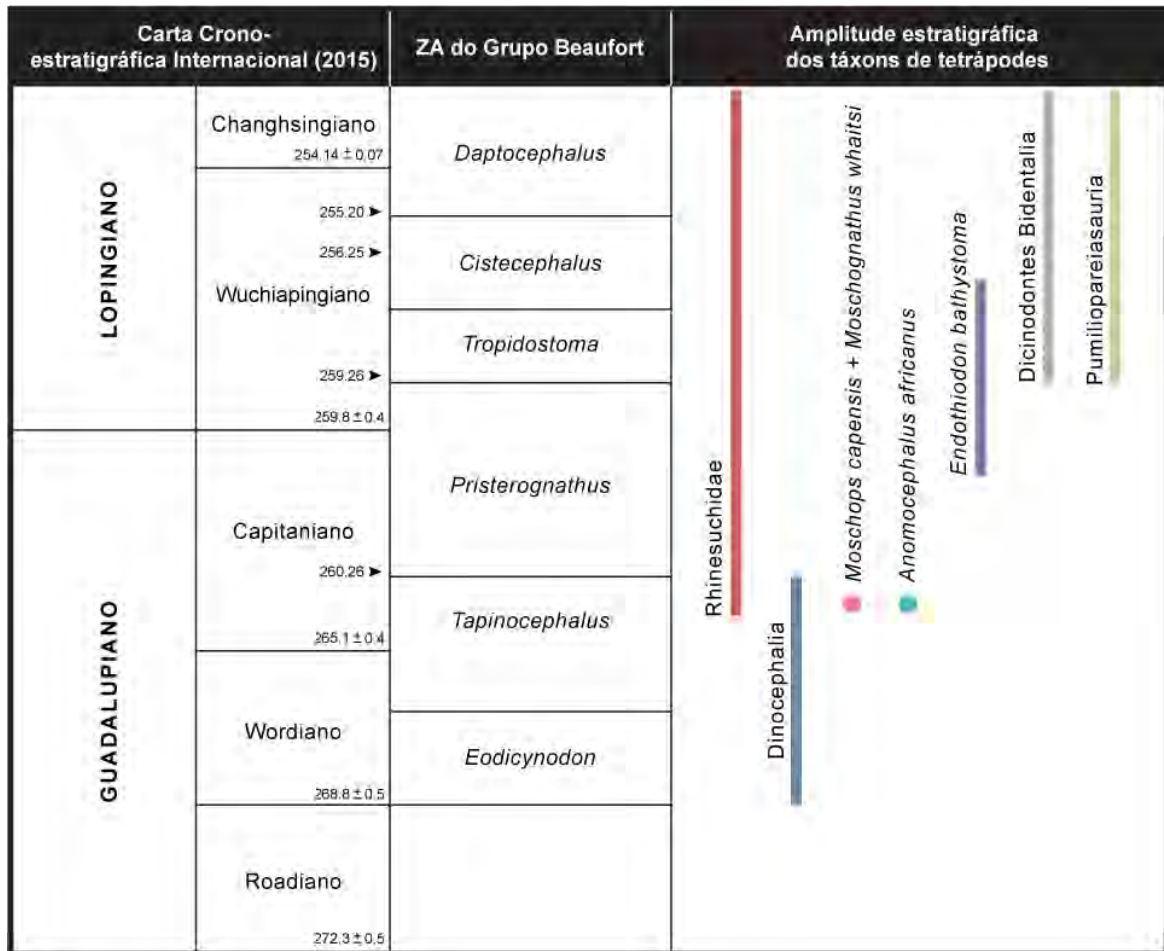 Carta Crono-
estratigráfica Internacional (2015)
ZA do Grupo Beaufort
Amplitude estratigráfica
dos táxons de tetrápodes
LOPINGIANO
GUADALUPIANO
Changhsingiano
254.14 ± 0,07
255.20
256.25
Wuchiapingiano
259.26
259.8 ± 0.4
Capitaniano
260.26
265.1 ± 0.4
Wordiano
268.8 ± 0.5
Roadiano
272.3 ± 0.5
Daptocephalus
Cistecephalus
Tropidostoma
Pristerognathus
Tapinocephalus
Eodicynodon
Rhinesuchidae
Dinocephalia
Moschops capensis + Moschognathus whaitsi
Anomocephalus africanus
Endothiodon bathystoma
Dicinodontes Bidentalia
Pumiliopareiasauria